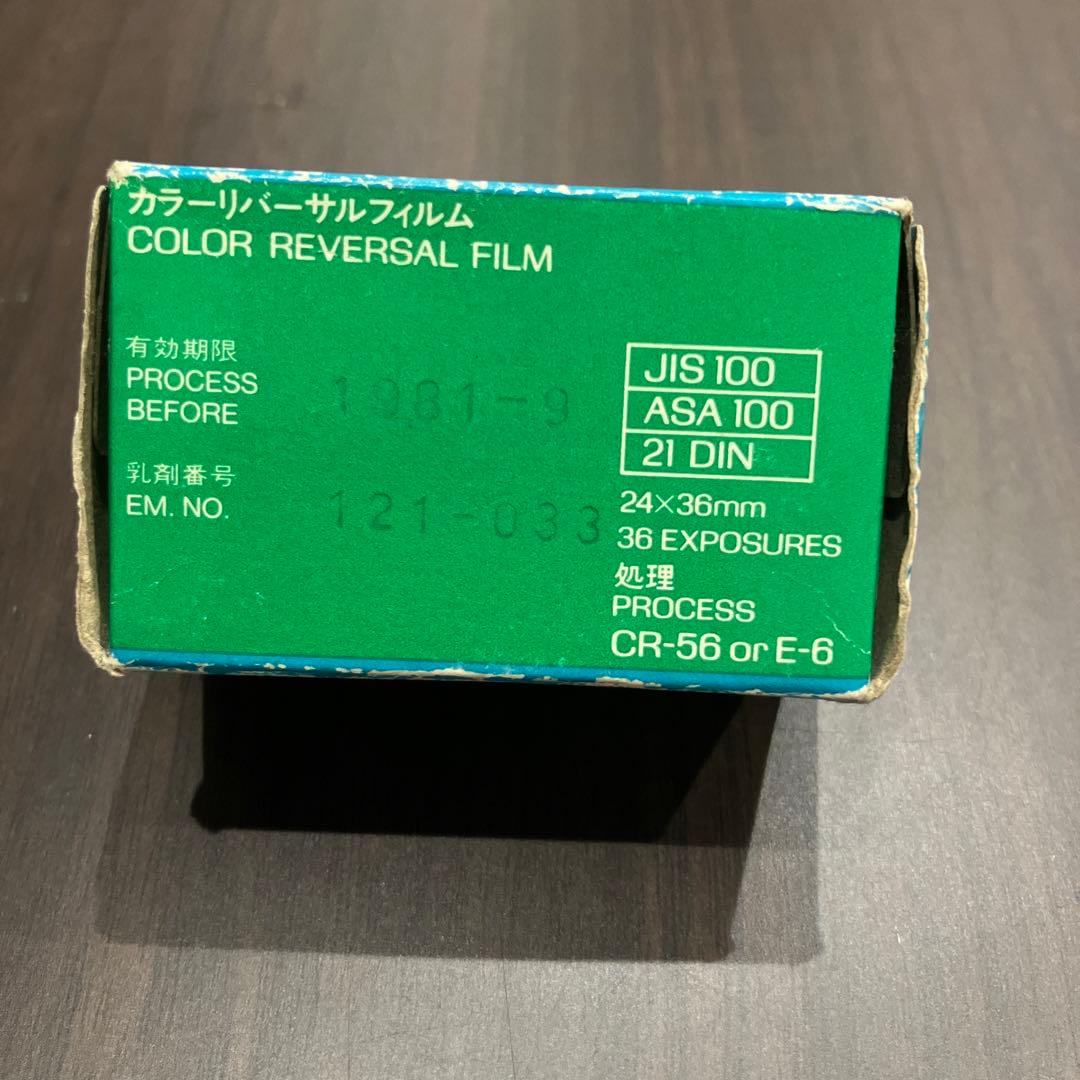 カラーリバーサルフィルム
COLOR REVERSAL FILM
有効期限
PROCESS
BEFORE
1981-9
乳剤番号
EM. NO.
121-033
JIS 100
ASA 100
21 DIN
24×36mm
36 EXPOSURES
処理
PROCESS
CR-56 or E-6